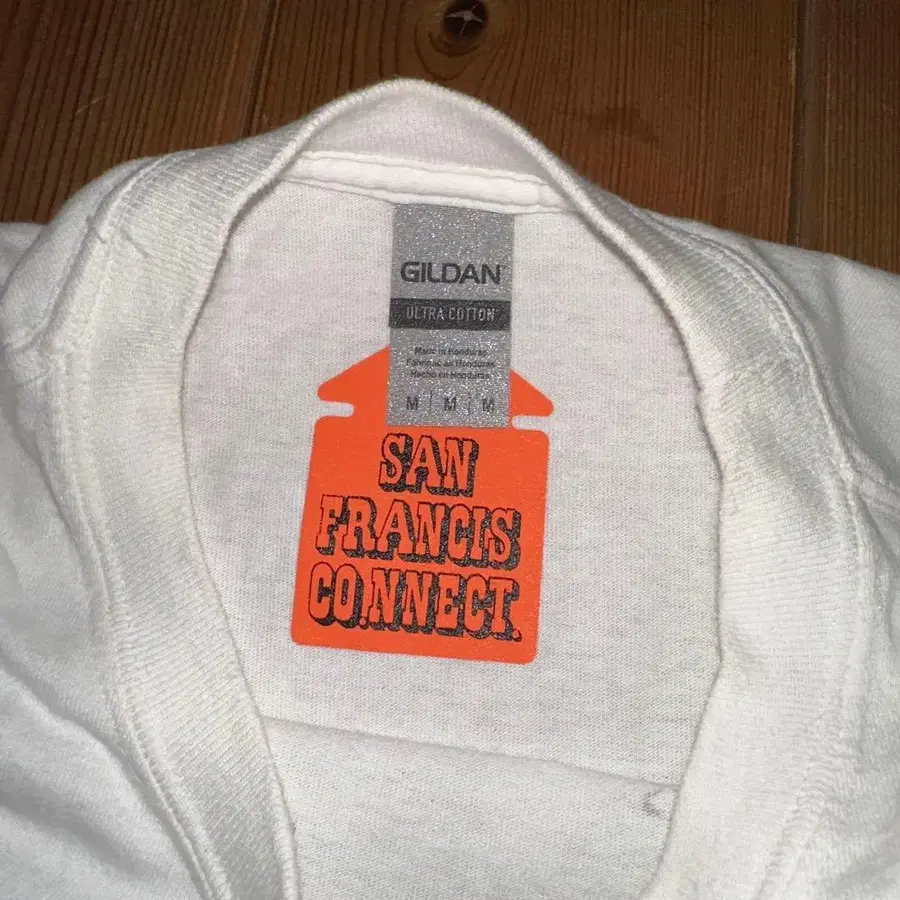 GILDAN
ULTRA COTTON
Made in Honduras
Fabriqué au Honduras
Hecho en Honduras
M | M | M
SAN
FRANCIS
CO.NNECT.